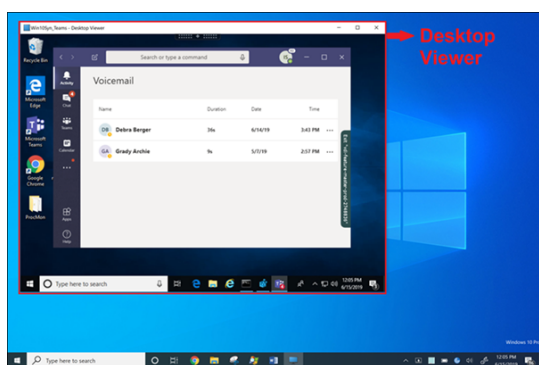 Win10Syn_Teams - Desktop Viewer
Desktop
Viewer
Recycle Bin
Search or type a command
Microsoft
Edge
Activity
Chat
Teams
Calendar
Apps
Help
Microsoft
Teams
Google
Chrome
ProcMon
Voicemail
Name Duration Date Time
DB Debra Berger 36s 6/14/19 3:43 PM
GA Grady Archie 9s 5/7/19 2:57 PM
Type here to search
12:05 PM
6/15/2019
Windows 10 Pro
Type here to search
12:05 PM
6/15/2019